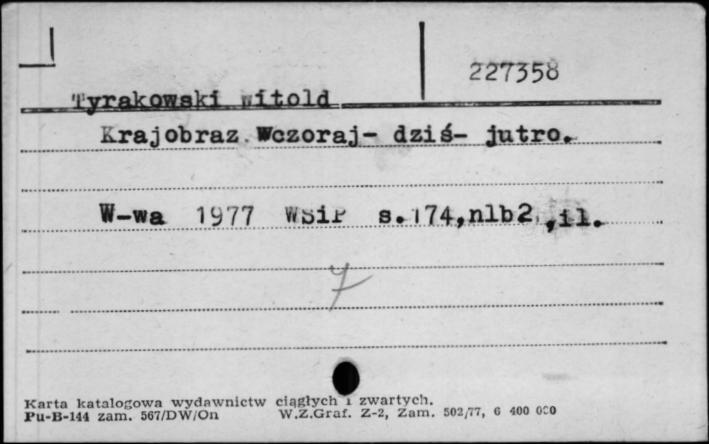 227358
Tyrakowski Witold
Krajobraz. Wczoraj- dziś- jutro.
W-wa 1977 WSiP s.174,nlb2,il.
7
Karta katalogowa wydawnictw ciągłych i zwartych.
Pu-B-144 zam. 567/DW/On W.Z.Graf. Z-2, Zam. 502/77, 6 400 000